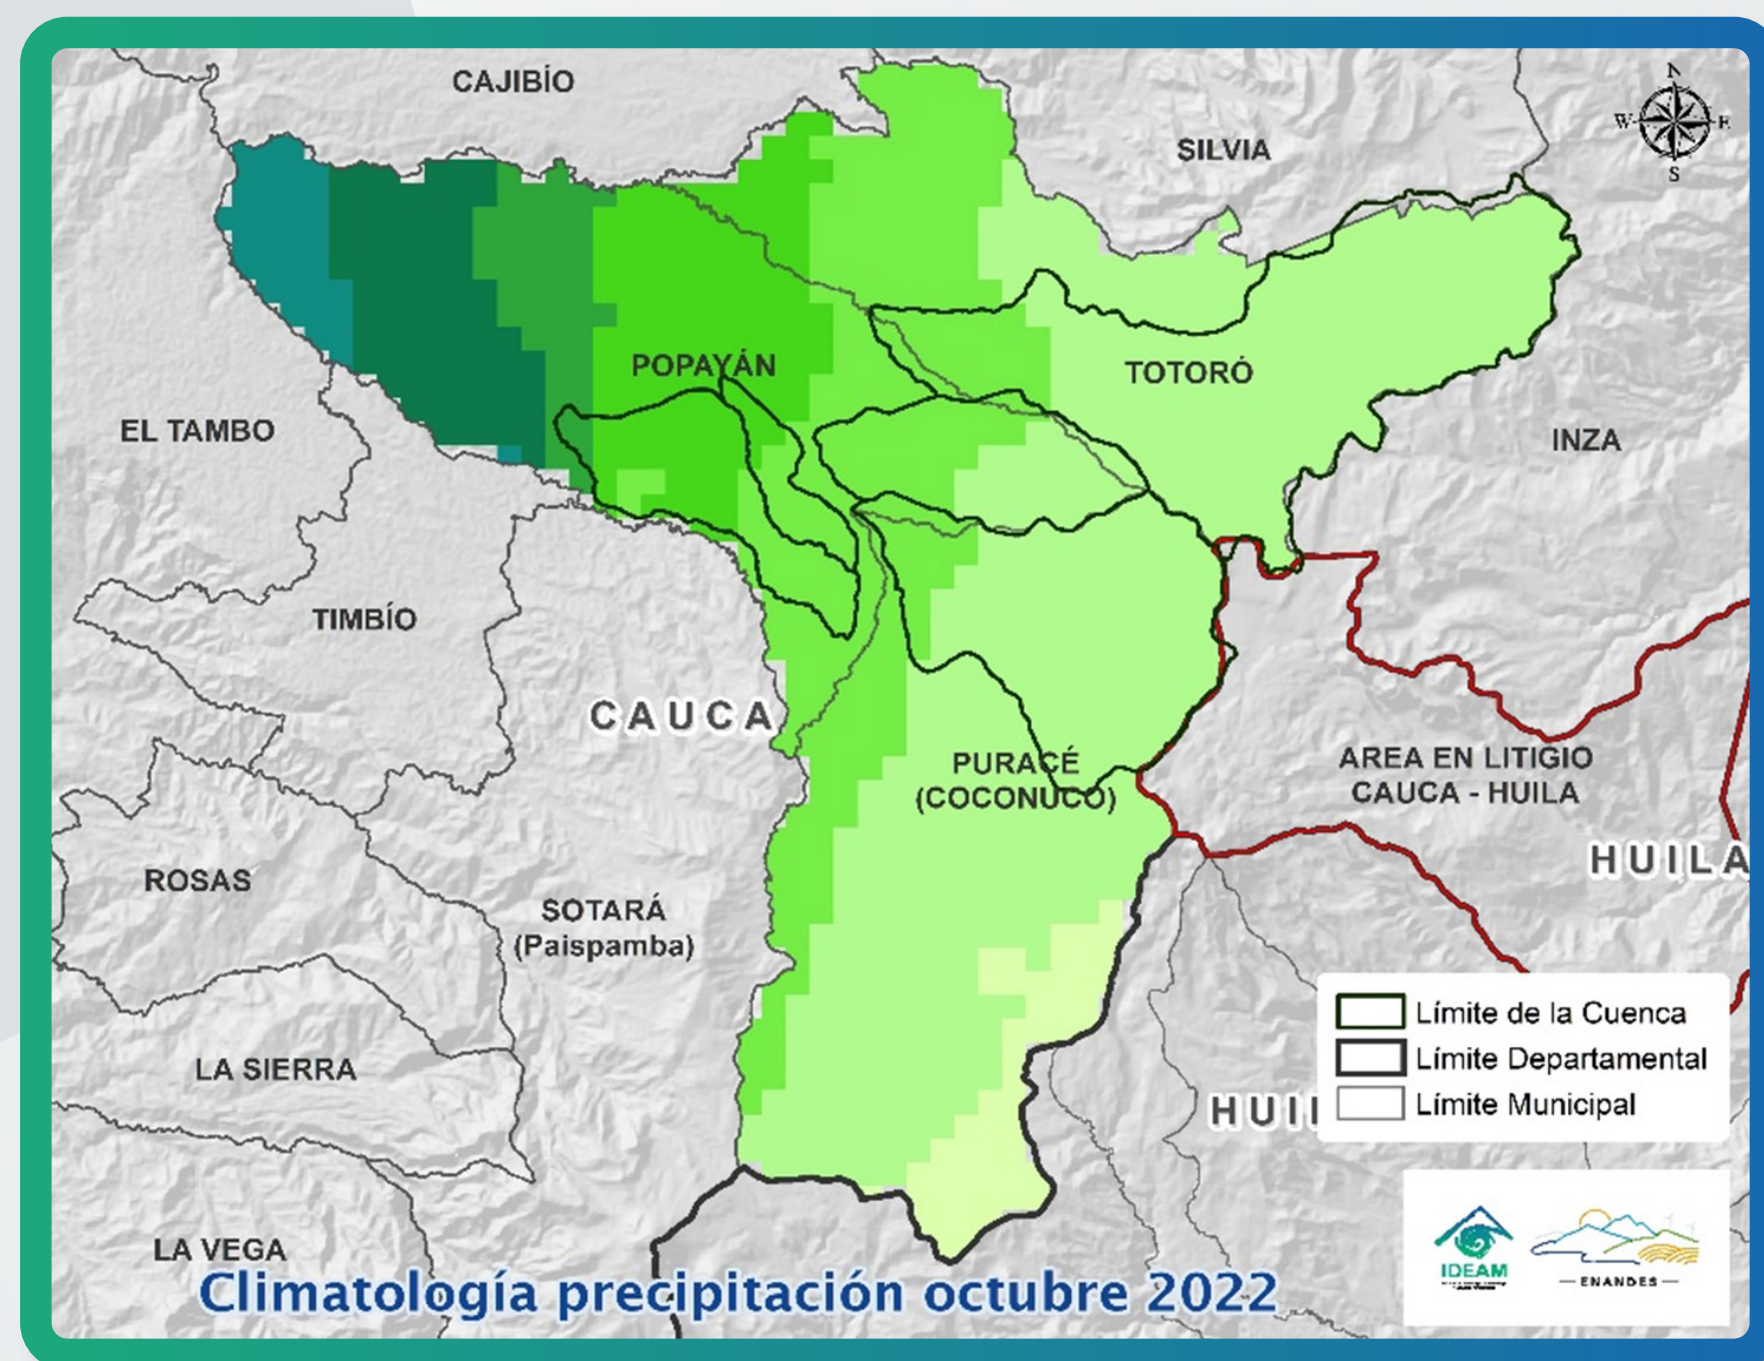 CAJIBÍO
N
W
E
S
SILVIA
POPAYÁN
TOTORÓ
EL TAMBO
INZA
TIMBÍO
CAUCA
PURACÉ
(COCONUCO)
AREA EN LITIGIO
CAUCA - HUILA
HUILA
ROSAS
SOTARÁ
(Paispamba)
Límite de la Cuenca
Límite Departamental
Límite Municipal
LA SIERRA
HUI
LA VEGA
Climatología precipitación octubre 2022
IDEAM
ENANDES